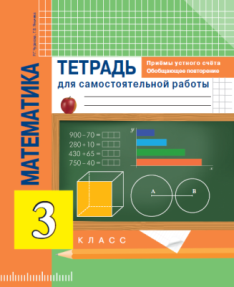 МАТЕМАТИКА
ТЕТРАДЬ
Приёмы устного счёта
Обобщающее повторение
для самостоятельной работы
900 - 70 =
280 ÷ 10 =
430 + 65 =
750 - 40 =
y
x
A
B
3
КЛАСС